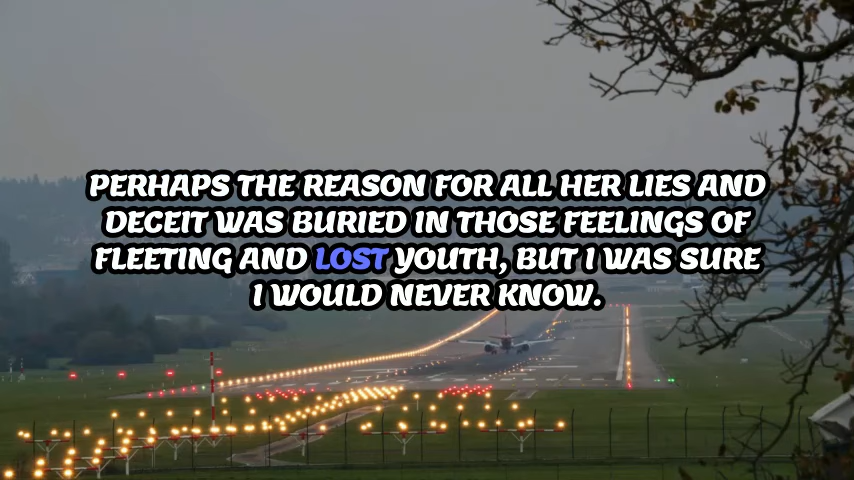 PERHAPS THE REASON FOR ALL HER LIES AND
DECEIT WAS BURIED IN THOSE FEELINGS OF
FLEETING AND LOST YOUTH, BUT I WAS SURE
I WOULD NEVER KNOW.